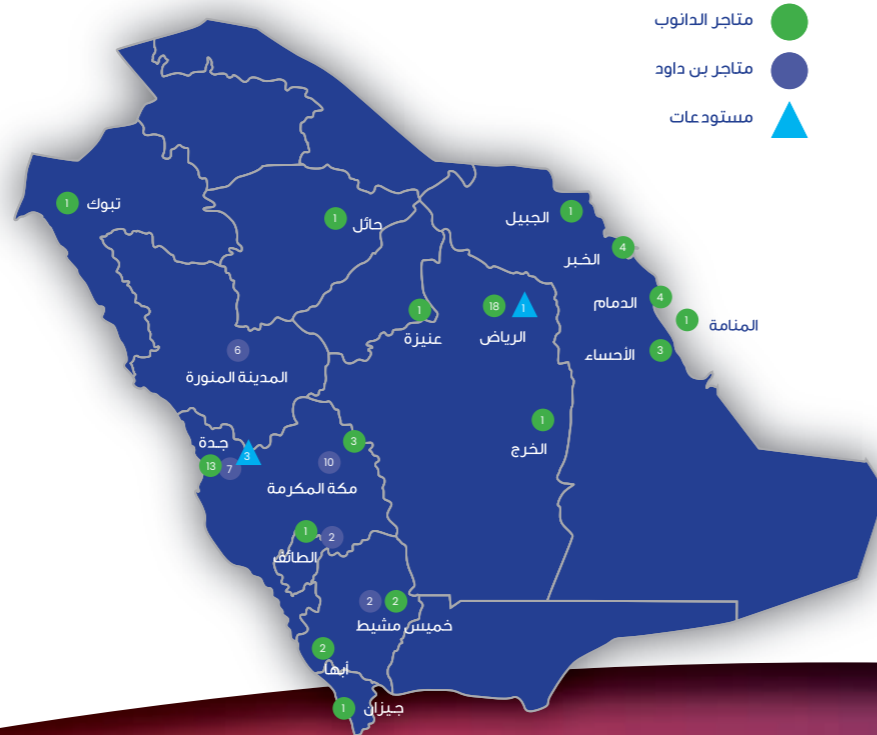 متاجر الدانوب
متاجر بن داود
مستودعات
تبوك 1
حائل 1
الجبيل 1
الخبر 4
الدمام 4
المنامة 1
الأحساء 3
عنيزة 1
18 1
الرياض
6
المدينة المنورة
الخرج 1
جدة
3
13 7
3
10
مكة المكرمة
1 2
الطائف
2 2
خميس مشيط
2
أبها
جيزان 1